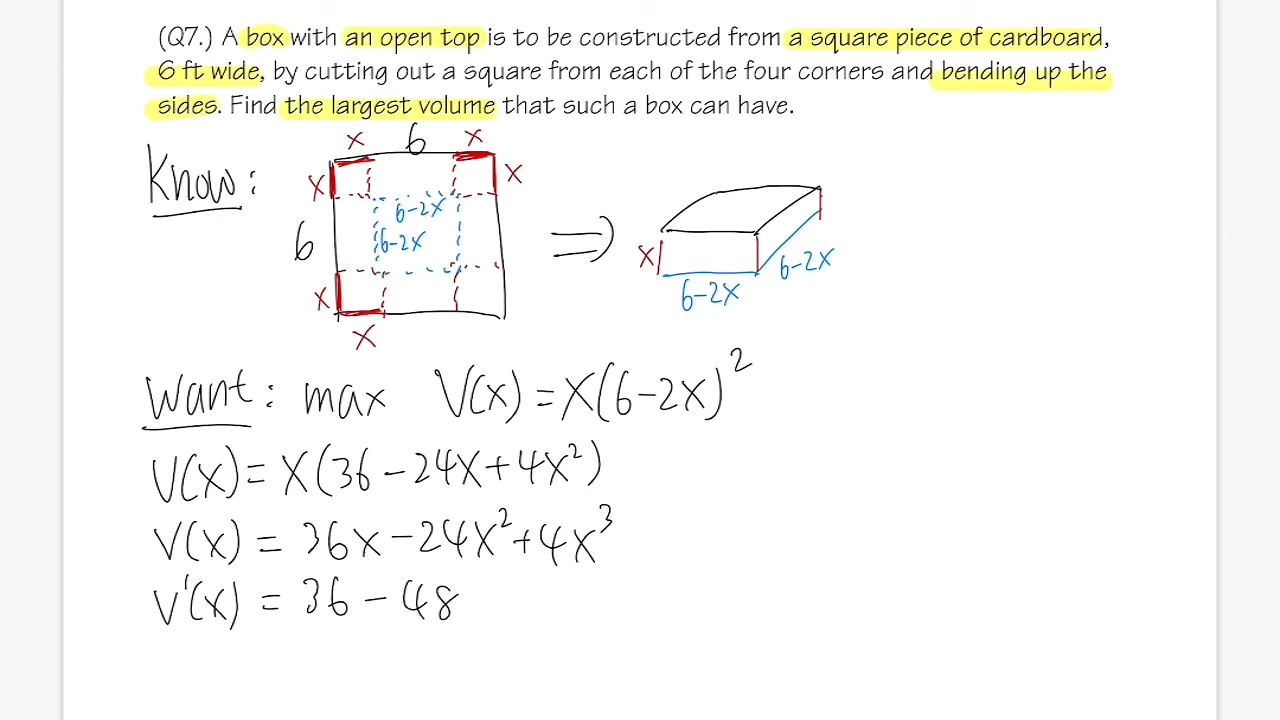 (Q7.) A box with an open top is to be constructed from a square piece of cardboard,
6 ft wide, by cutting out a square from each of the four corners and bending up the
sides. Find the largest volume that such a box can have.
Know:
x 6 x
x x
6-2x
6 6-2x
x
x
x
6-2x
6-2x
Want: max V(x) = x(6-2x)²
V(x) = x(36-24x+4x²)
V(x) = 36x-24x²+4x³
V'(x) = 36-48